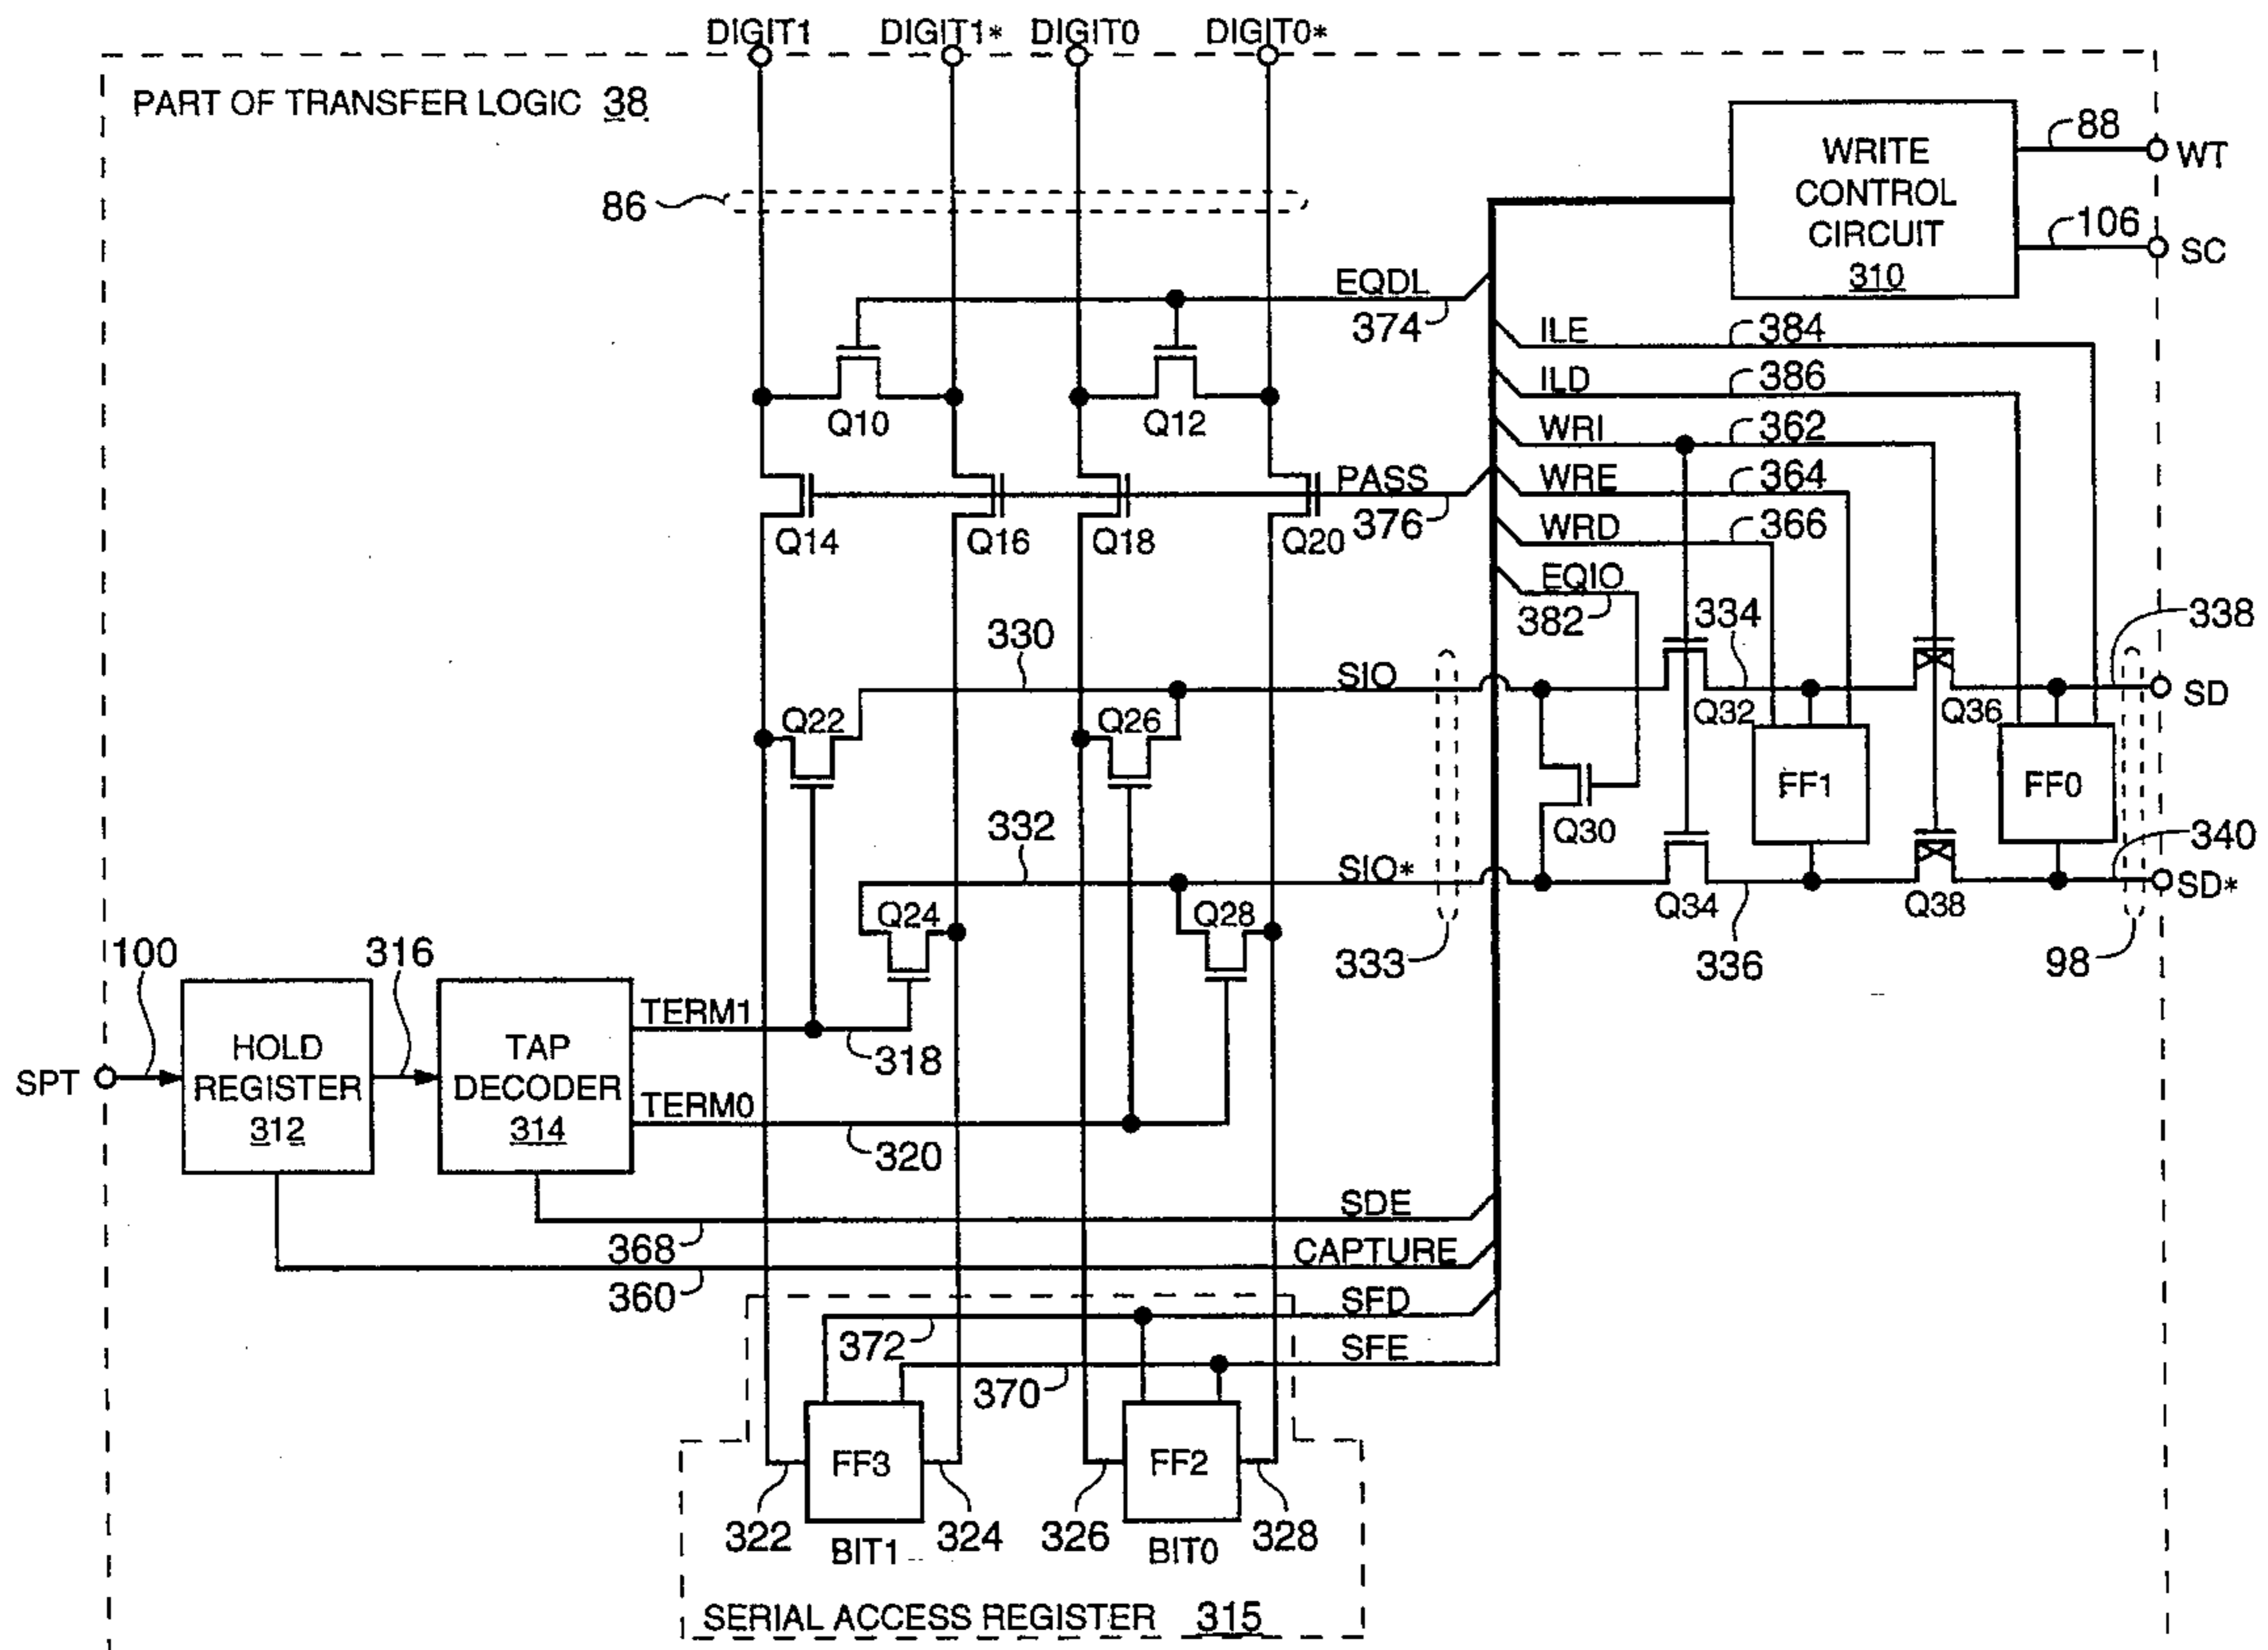 DIGIT1 DIGIT1* DIGIT0 DIGIT0*
PART OF TRANSFER LOGIC 38
86
WRITE
CONTROL
CIRCUIT
310
88
WT
106
SC
EQDL
374
ILE 384
ILD 386
WRI 362
WRE 364
WRD 366
EQIO
382
Q10
Q12
PASS
376
Q14
Q16
Q18
Q20
330
SIO
334
338
SD
Q22
Q26
Q32
Q36
FF1
FF0
Q30
332
SIO*
340
SD*
Q24
Q28
Q34
Q38
333
336
98
100
316
SPT
HOLD
REGISTER
312
TAP
DECODER
314
TERM1
318
TERM0
320
SDE
368
CAPTURE
360
SFD
372
SFE
370
FF3
FF2
322
324
326
328
BIT1
BIT0
SERIAL ACCESS REGISTER 315